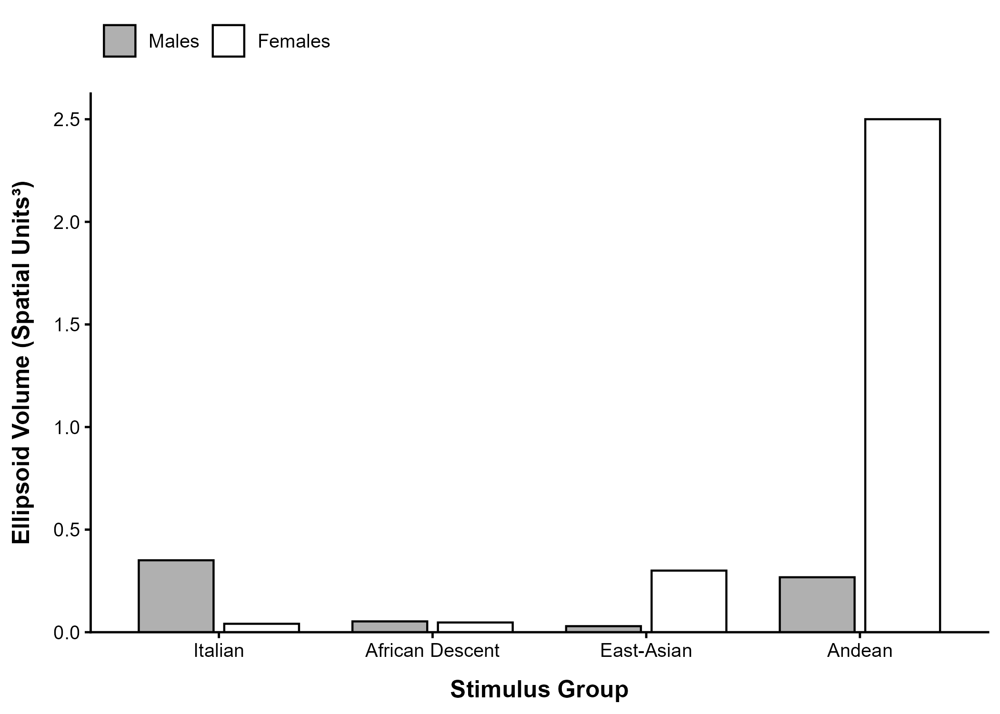 Males Females
Ellipsoid Volume (Spatial Units³)
2.5
2.0
1.5
1.0
0.5
0.0
Italian African Descent East-Asian Andean
Stimulus Group